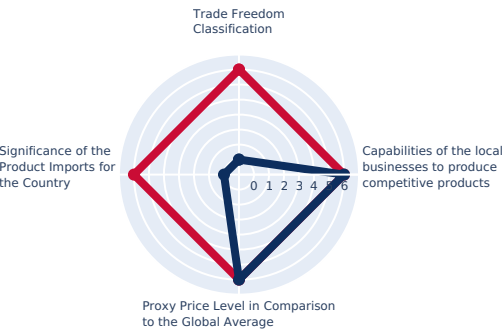 Trade Freedom
Classification
Significance of the
Product Imports for
the Country
Capabilities of the local
businesses to produce
competitive products
0 1 2 3 4 5 6
Proxy Price Level in Comparison
to the Global Average